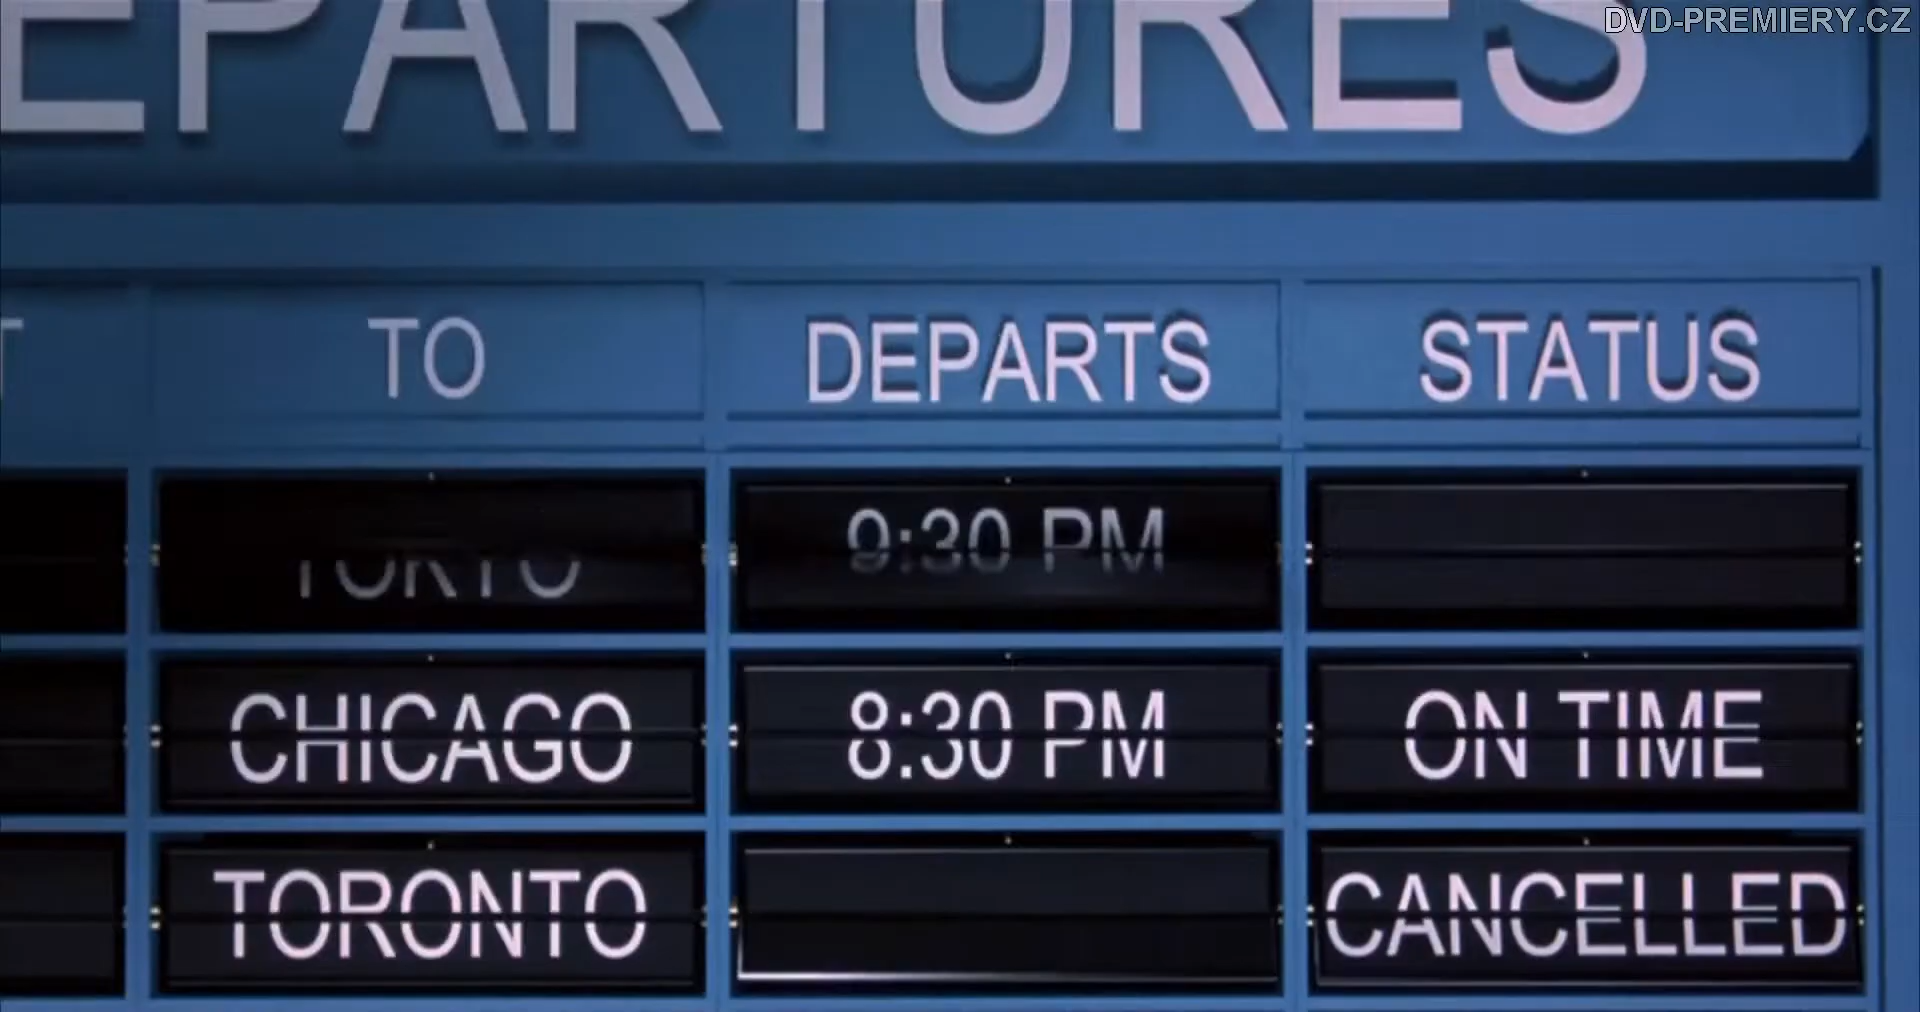 DVD-PREMIERY.CZ
EPARTURES
T TO DEPARTS STATUS
9:30 PM
CHICAGO 8:30 PM ON TIME
TORONTO CANCELLED